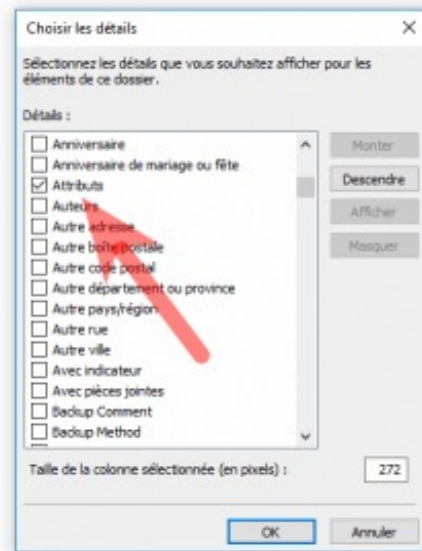 Choisir les détails
Sélectionnez les détails que vous souhaitez afficher pour les
éléments de ce dossier.
Détails :
Anniversaire
Anniversaire de mariage ou fête
Attributs
Auteurs
Autre adresse
Autre boîte postale
Autre code postal
Autre département ou province
Autre pays/région
Autre rue
Autre ville
Avec indicateur
Avec pièces jointes
Backup Comment
Backup Method
Monter
Descendre
Afficher
Masquer
Taille de la colonne sélectionnée (en pixels) :
272
OK
Annuler